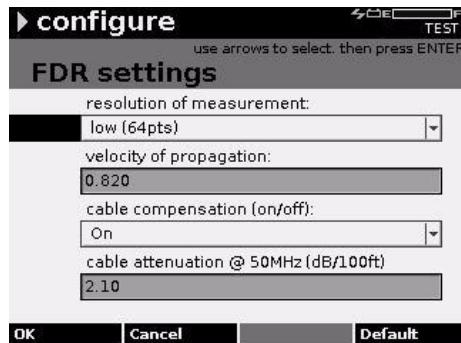 configure
E F
TEST
use arrows to select. then press ENTER
FDR settings
resolution of measurement:
low (64pts)
velocity of propagation:
0.820
cable compensation (on/off):
On
cable attenuation @ 50MHz (dB/100ft)
2.10
OK Cancel Default